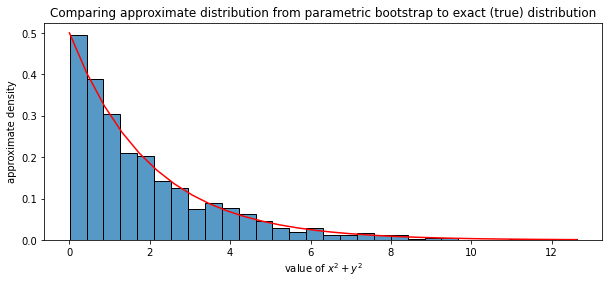 Comparing approximate distribution from parametric bootstrap to exact (true) distribution
approximate density
0.5
0.4
0.3
0.2
0.1
0.0
0 2 4 6 8 10 12
value of x² + y²